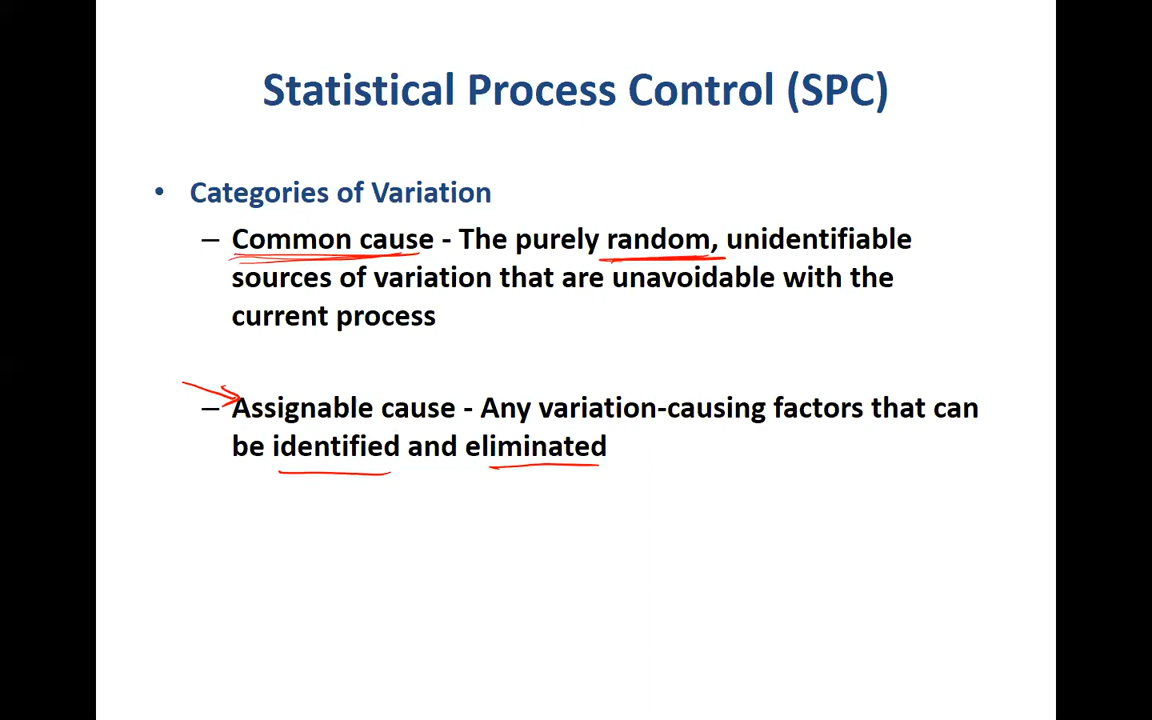 Statistical Process Control (SPC)
• Categories of Variation
– Common cause - The purely random, unidentifiable
sources of variation that are unavoidable with the
current process
– Assignable cause - Any variation-causing factors that can
be identified and eliminated